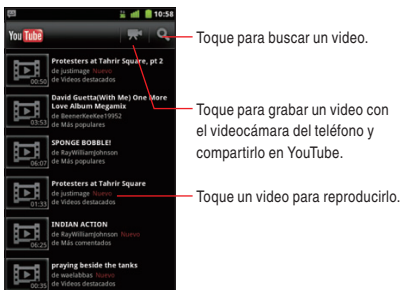 10:58
You Tube
Protesters at Tahrir Square, pt 2
de justimage Nuevo
de Videos destacados
00:50
David Guetta(With Me) One More
Love Album Megamix
de BeenerKeeKee19952
de Más populares
03:53
SPONGE BOBBLE!
de RayWilliamJohnson
de Más populares
06:07
Protesters at Tahrir Square
de justimage Nuevo
de Videos destacados
01:33
INDIAN ACTION
de RayWilliamJohnson Nuevo
de Más comentados
06:25
praying beside the tanks
de waelabbas Nuevo
de Videos destacados
00:35
Toque para buscar un video.
Toque para grabar un video con
el videocámara del teléfono y
compartirlo en YouTube.
Toque un video para reproducirlo.